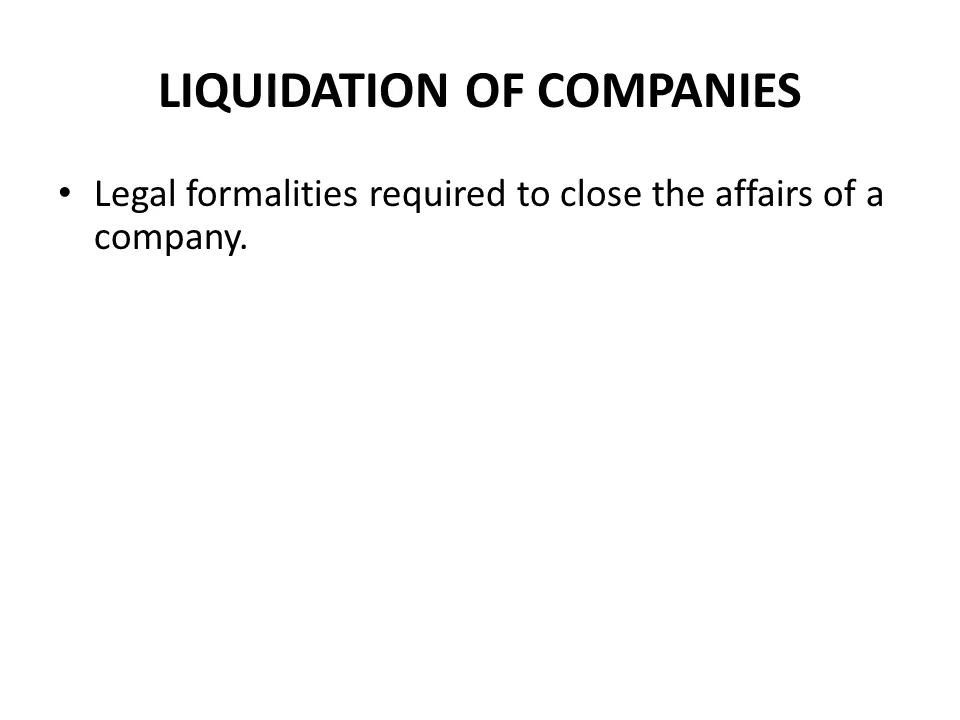 LIQUIDATION OF COMPANIES
• Legal formalities required to close the affairs of a
company.